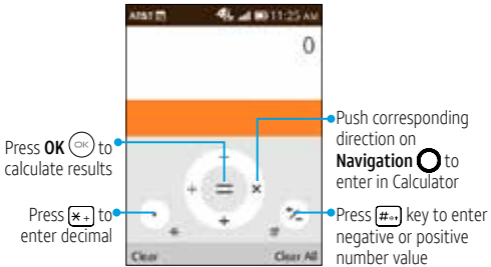 AT&T 11:25 AM
0
Press OK OK to
calculate results
Push corresponding
direction on
Navigation to
enter in Calculator
− + = × ÷
Press * + to
enter decimal
. * +/− #
Press # key to enter
negative or positive
number value
Clear Clear All